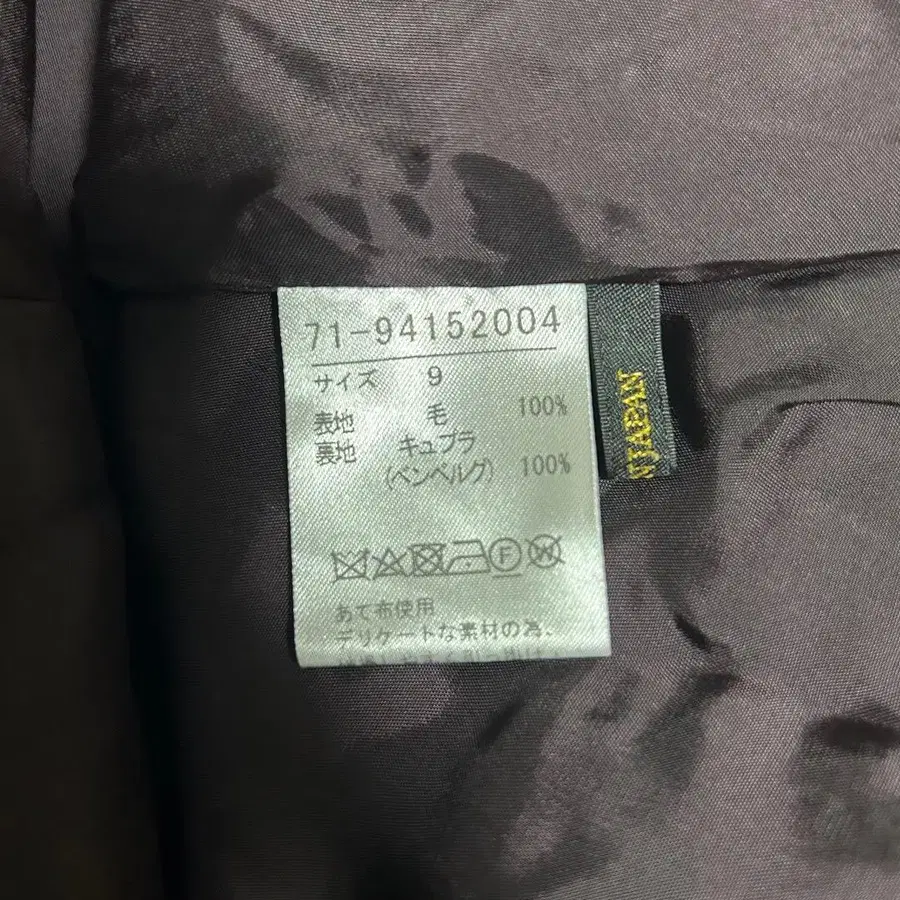 71-94152004
サイズ 9
表地 毛 100%
裏地 キュプラ
(ベンベルグ) 100%
F
W
あて布使用
デリケートな素材の為、
N JAPAN